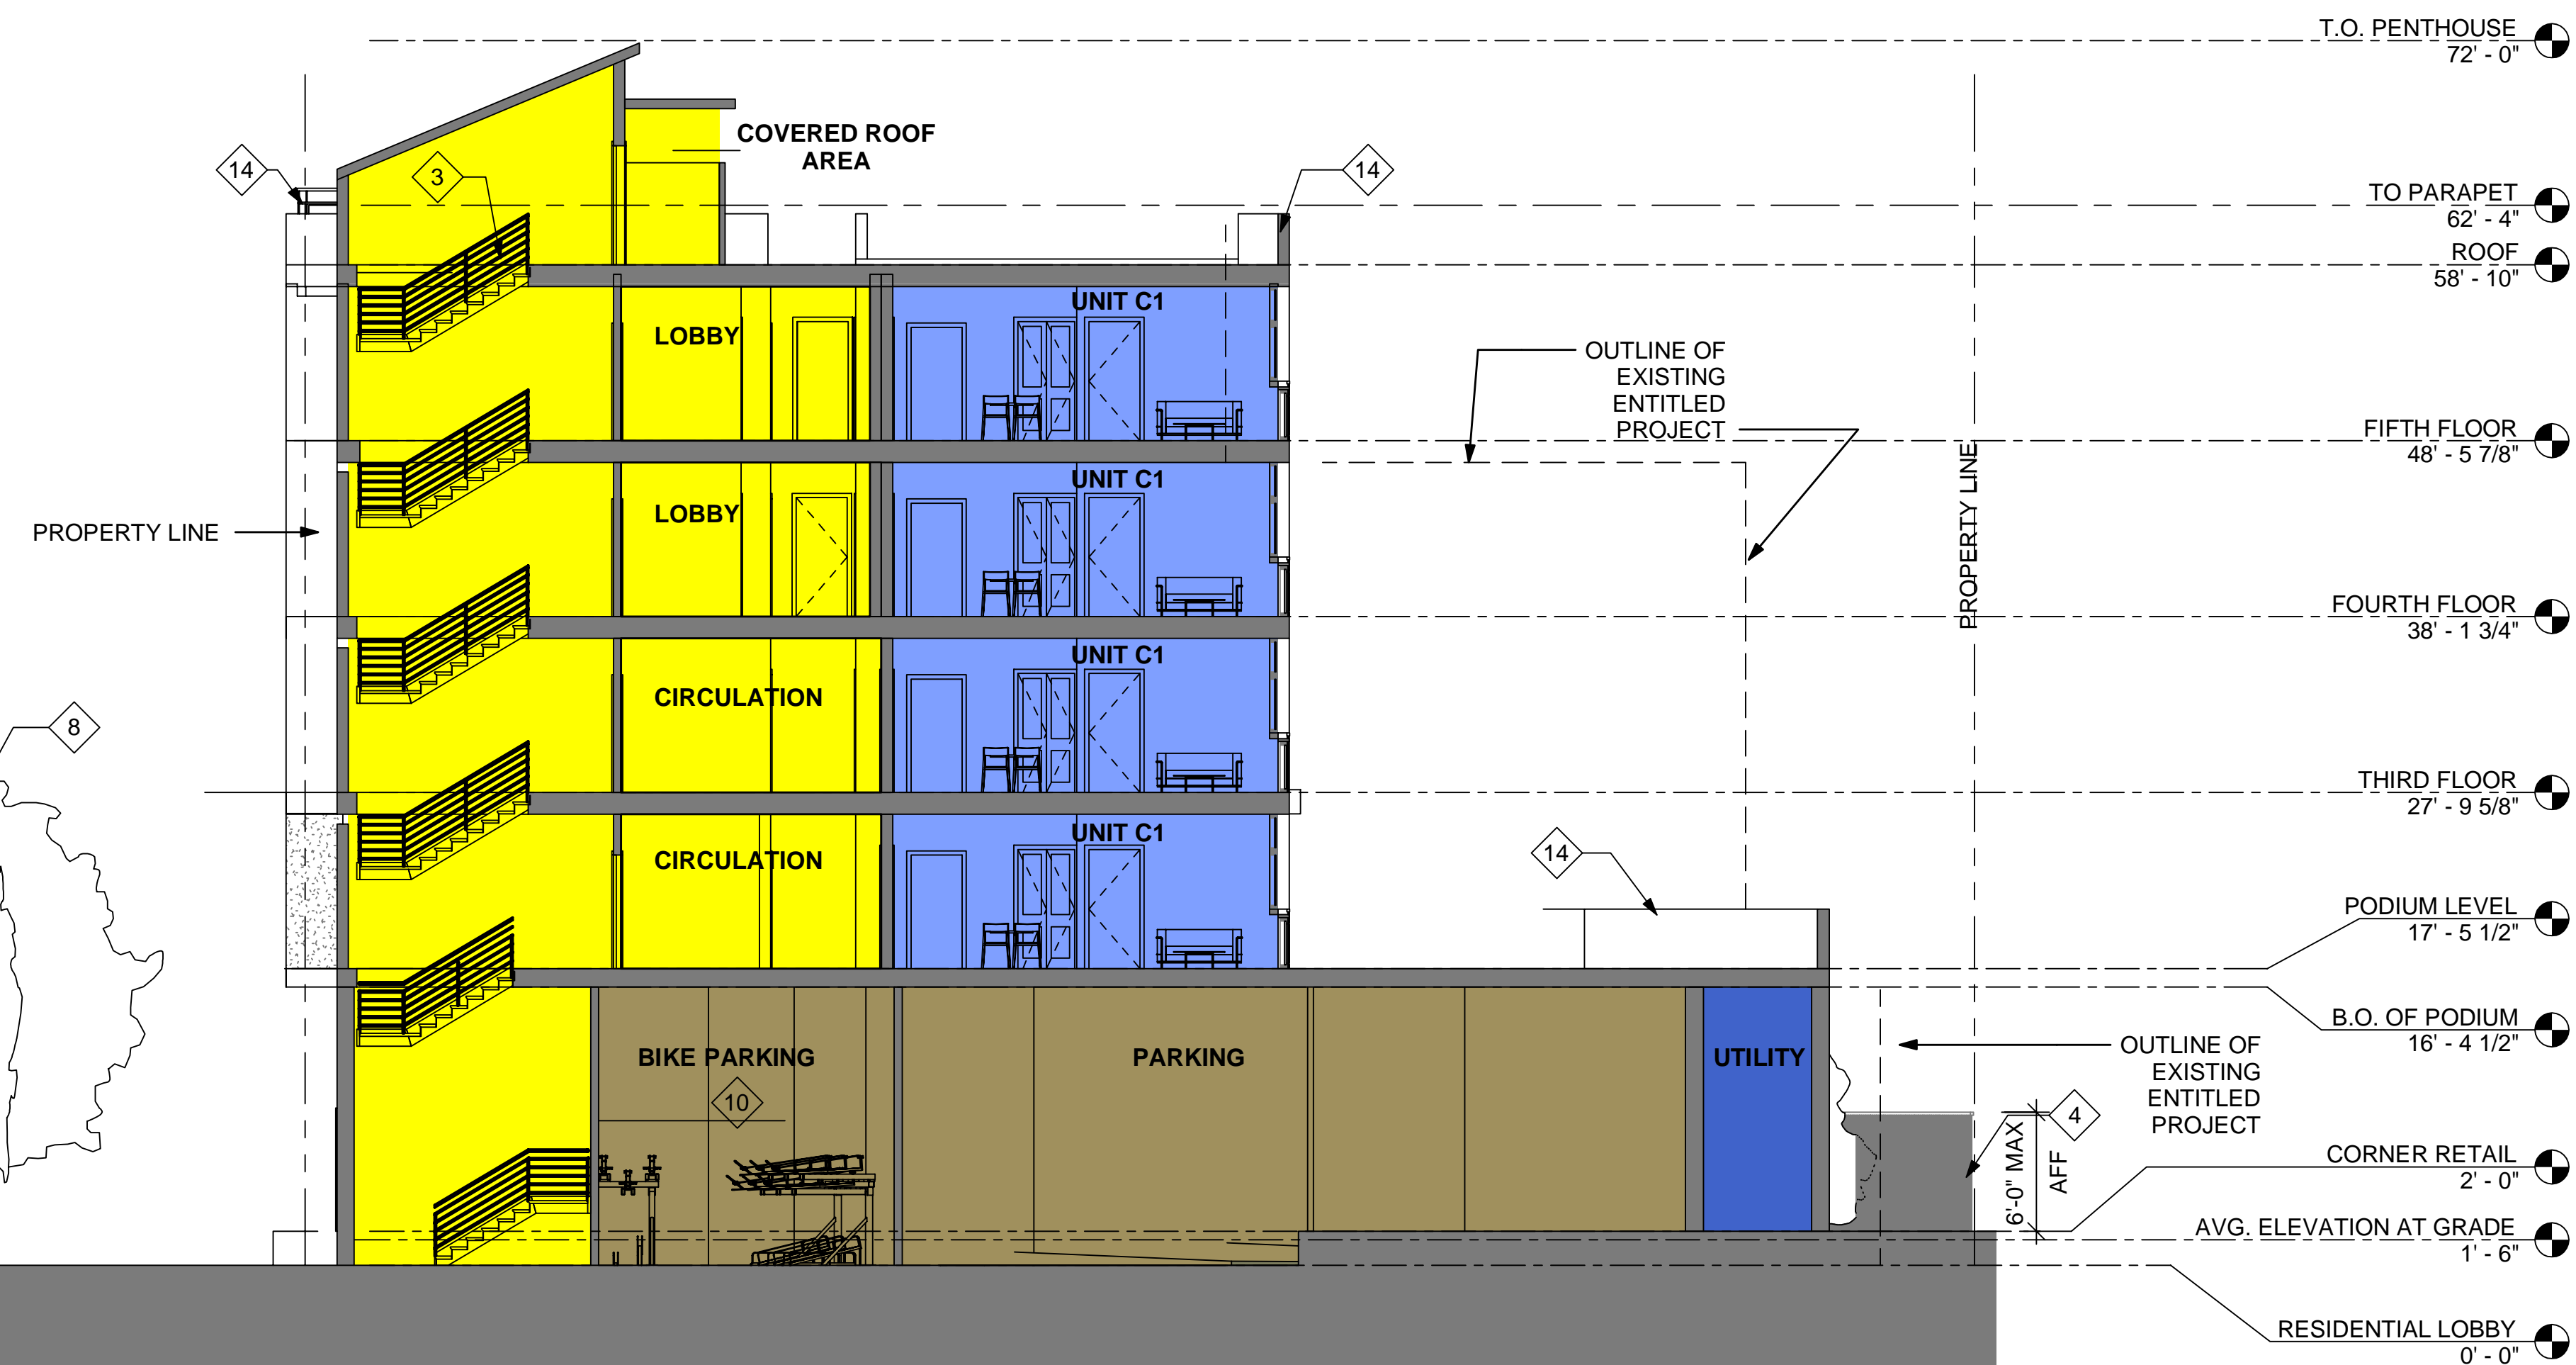 T.O. PENTHOUSE
72' - 0"
COVERED ROOF
AREA
14
3
14
TO PARAPET
62' - 4"
ROOF
58' - 10"
UNIT C1
LOBBY
OUTLINE OF
EXISTING
ENTITLED
PROJECT
FIFTH FLOOR
48' - 5 7/8"
UNIT C1
LOBBY
PROPERTY LINE
PROPERTY LINE
FOURTH FLOOR
38' - 1 3/4"
UNIT C1
CIRCULATION
8
THIRD FLOOR
27' - 9 5/8"
UNIT C1
CIRCULATION
14
PODIUM LEVEL
17' - 5 1/2"
B.O. OF PODIUM
16' - 4 1/2"
BIKE PARKING
PARKING
UTILITY
10
OUTLINE OF
EXISTING
ENTITLED
PROJECT
4
6'-0" MAX
AFF
CORNER RETAIL
2' - 0"
AVG. ELEVATION AT GRADE
1' - 6"
RESIDENTIAL LOBBY
0' - 0"